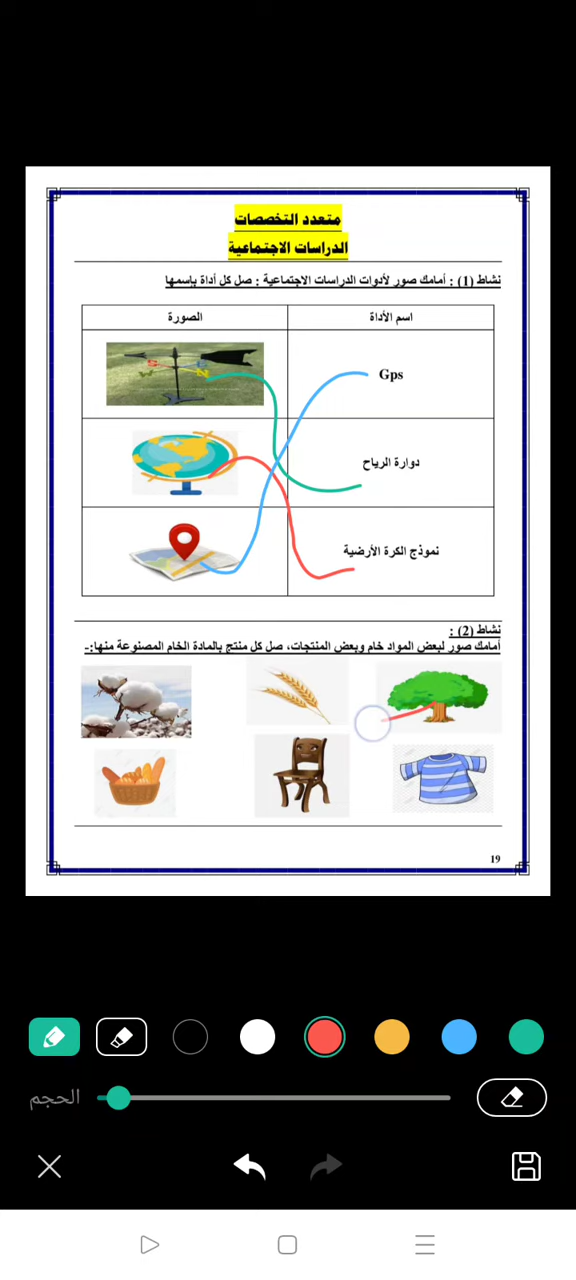 متعدد التخصصات
الدراسات الاجتماعية
نشاط (1) : أمامك صور لأدوات الدراسات الاجتماعية : صل كل أداة باسمها
اسم الأداة
الصورة
Gps
دوارة الرياح
نموذج الكرة الأرضية
نشاط (2) :
أمامك صور لبعض المواد خام وبعض المنتجات، صل كل منتج بالمادة الخام المصنوعة منها:-
19
الحجم